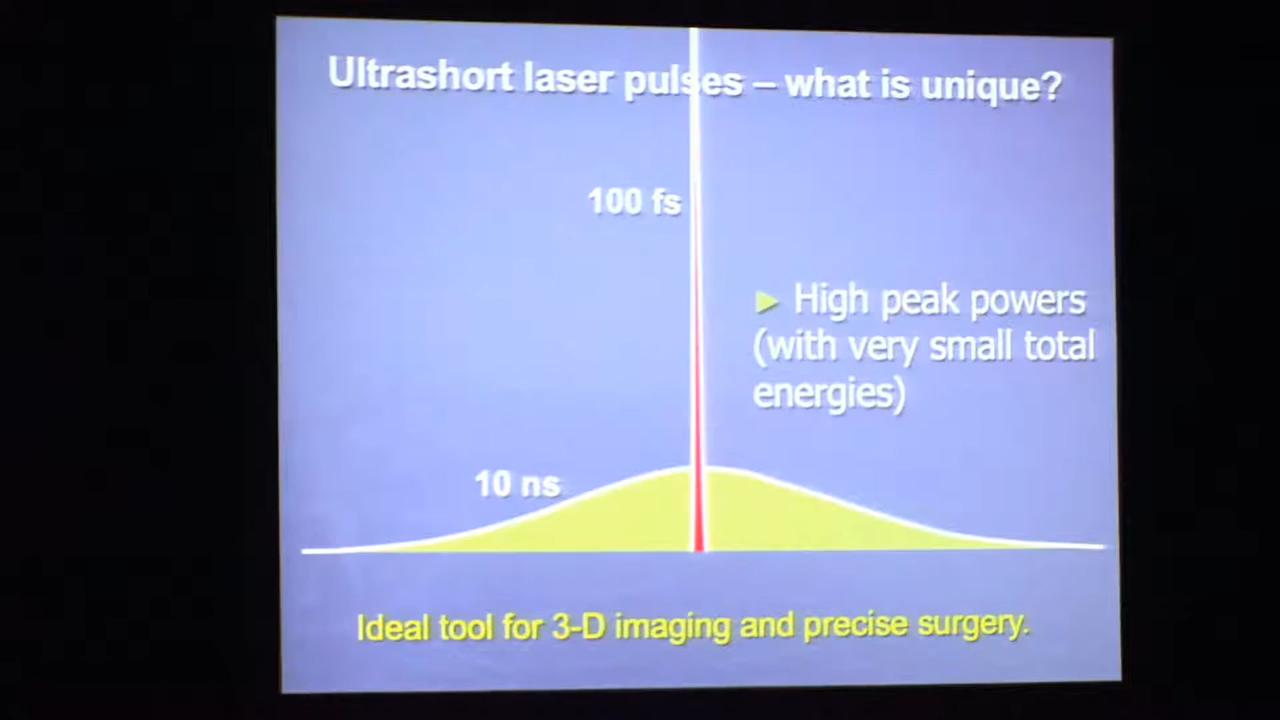 Ultrashort laser pulses – what is unique?
100 fs
► High peak powers
(with very small total
energies)
10 ns
Ideal tool for 3-D imaging and precise surgery.